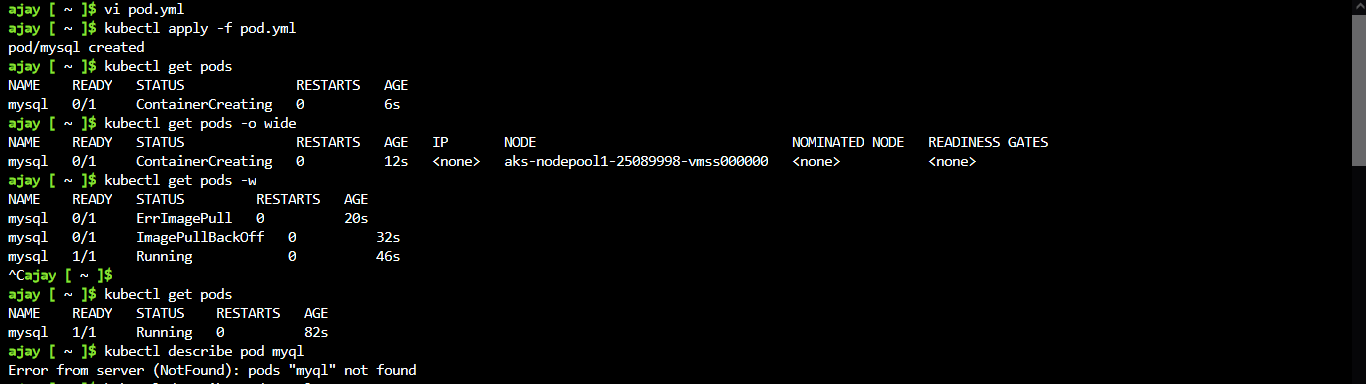 ajay [ ~ ]$ vi pod.yml
ajay [ ~ ]$ kubectl apply -f pod.yml
pod/mysql created
ajay [ ~ ]$ kubectl get pods
NAME    READY   STATUS              RESTARTS   AGE
mysql   0/1     ContainerCreating   0          6s
ajay [ ~ ]$ kubectl get pods -o wide
NAME    READY   STATUS              RESTARTS   AGE   IP       NODE                                NOMINATED NODE   READINESS GATES
mysql   0/1     ContainerCreating   0          12s   <none>   aks-nodepool1-25089998-vmss000000   <none>           <none>
ajay [ ~ ]$ kubectl get pods -w
NAME    READY   STATUS         RESTARTS   AGE
mysql   0/1     ErrImagePull   0          20s
mysql   0/1     ImagePullBackOff   0          32s
mysql   1/1     Running            0          46s
^Cajay [ ~ ]$
ajay [ ~ ]$ kubectl get pods
NAME    READY   STATUS    RESTARTS   AGE
mysql   1/1     Running   0          82s
ajay [ ~ ]$ kubectl describe pod myql
Error from server (NotFound): pods "myql" not found